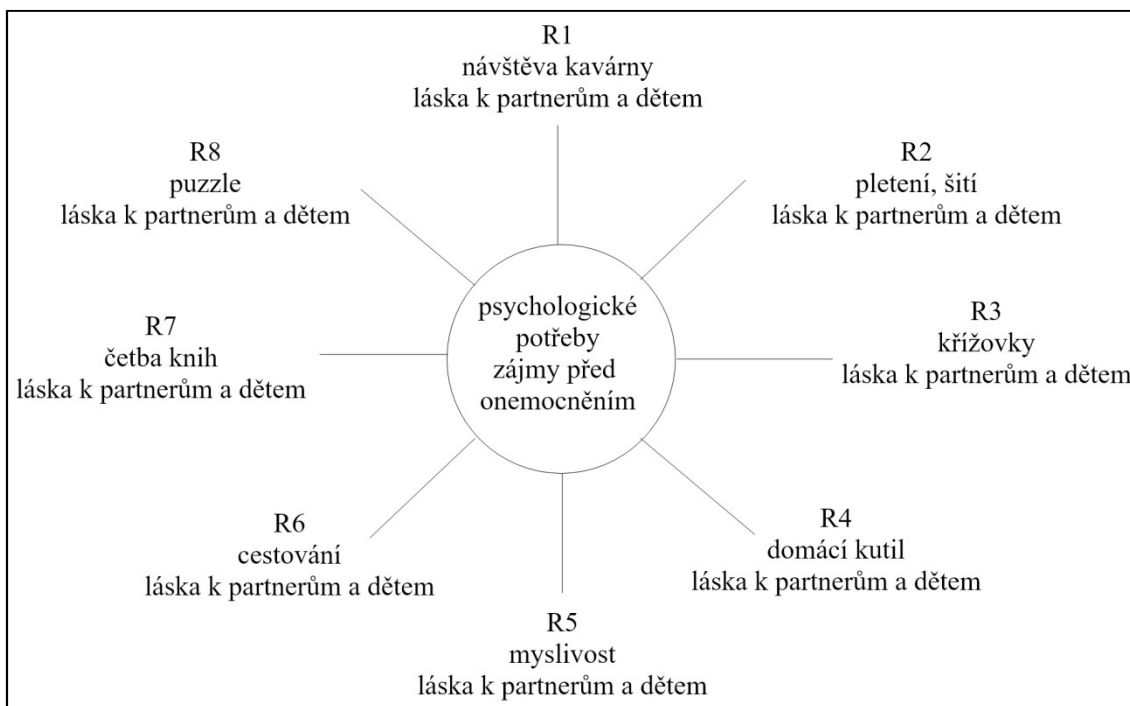 R1
návštěva kavárny
láska k partnerům a dětem
R2
pletení, šití
láska k partnerům a dětem
R3
křížovky
láska k partnerům a dětem
R4
domácí kutil
láska k partnerům a dětem
R5
myslivost
láska k partnerům a dětem
R6
cestování
láska k partnerům a dětem
R7
četba knih
láska k partnerům a dětem
R8
puzzle
láska k partnerům a dětem
psychologické
potřeby
zájmy před
onemocněním